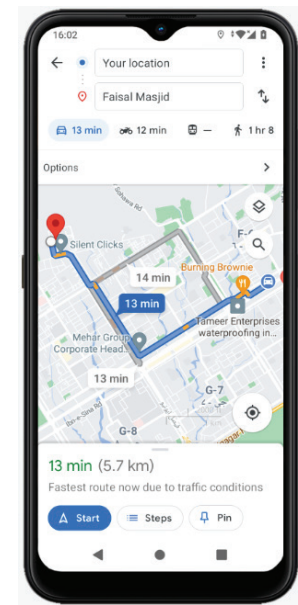 16:02
Your location
Faisal Masjid
13 min
12 min
—
1 hr 8
Options
Silent Clicks
Burning Brownie
14 min
13 min
Tameer Enterprises
waterproofing in...
Mehar Group
Corporate Head...
13 min
G-7
G-8
13 min (5.7 km)
Fastest route now due to traffic conditions
Start
Steps
Pin